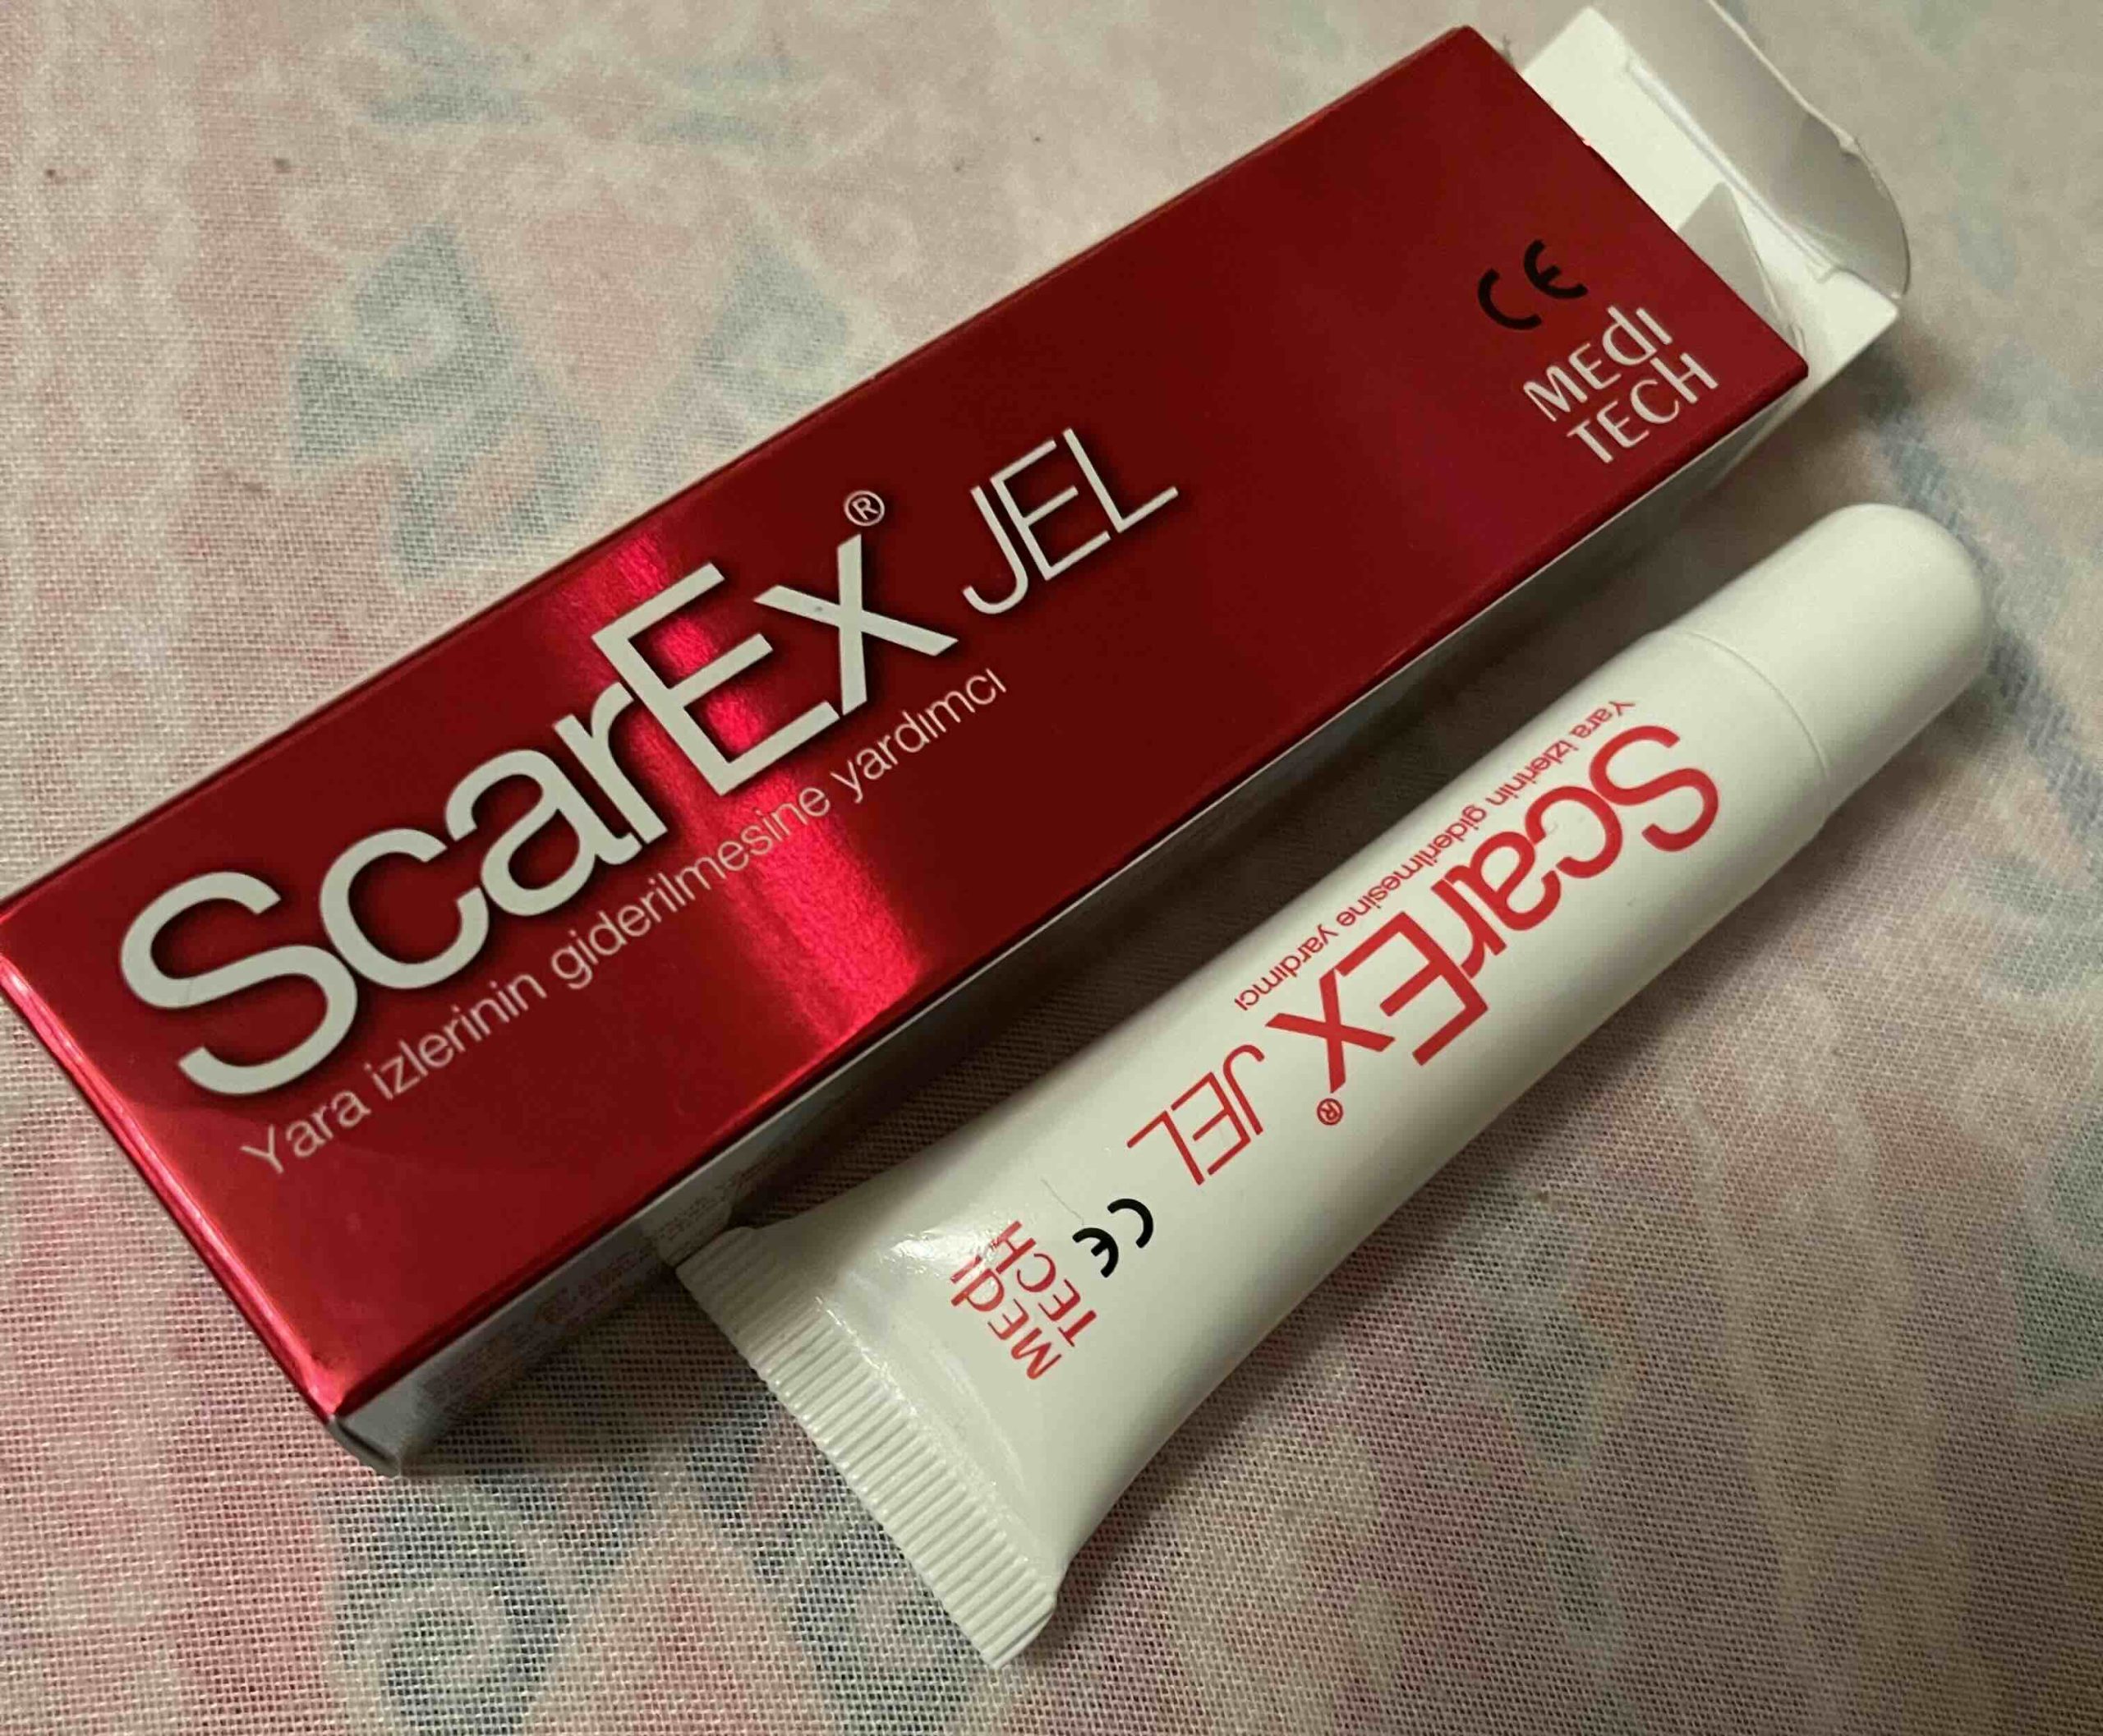 ScarEx® JEL
Yara izlerinin giderilmesine yardımcı
CE
MEdi
TECH
ScarEx® JEL
Yara izlerinin giderilmesine yardımcı
CE
MEdi
TECH